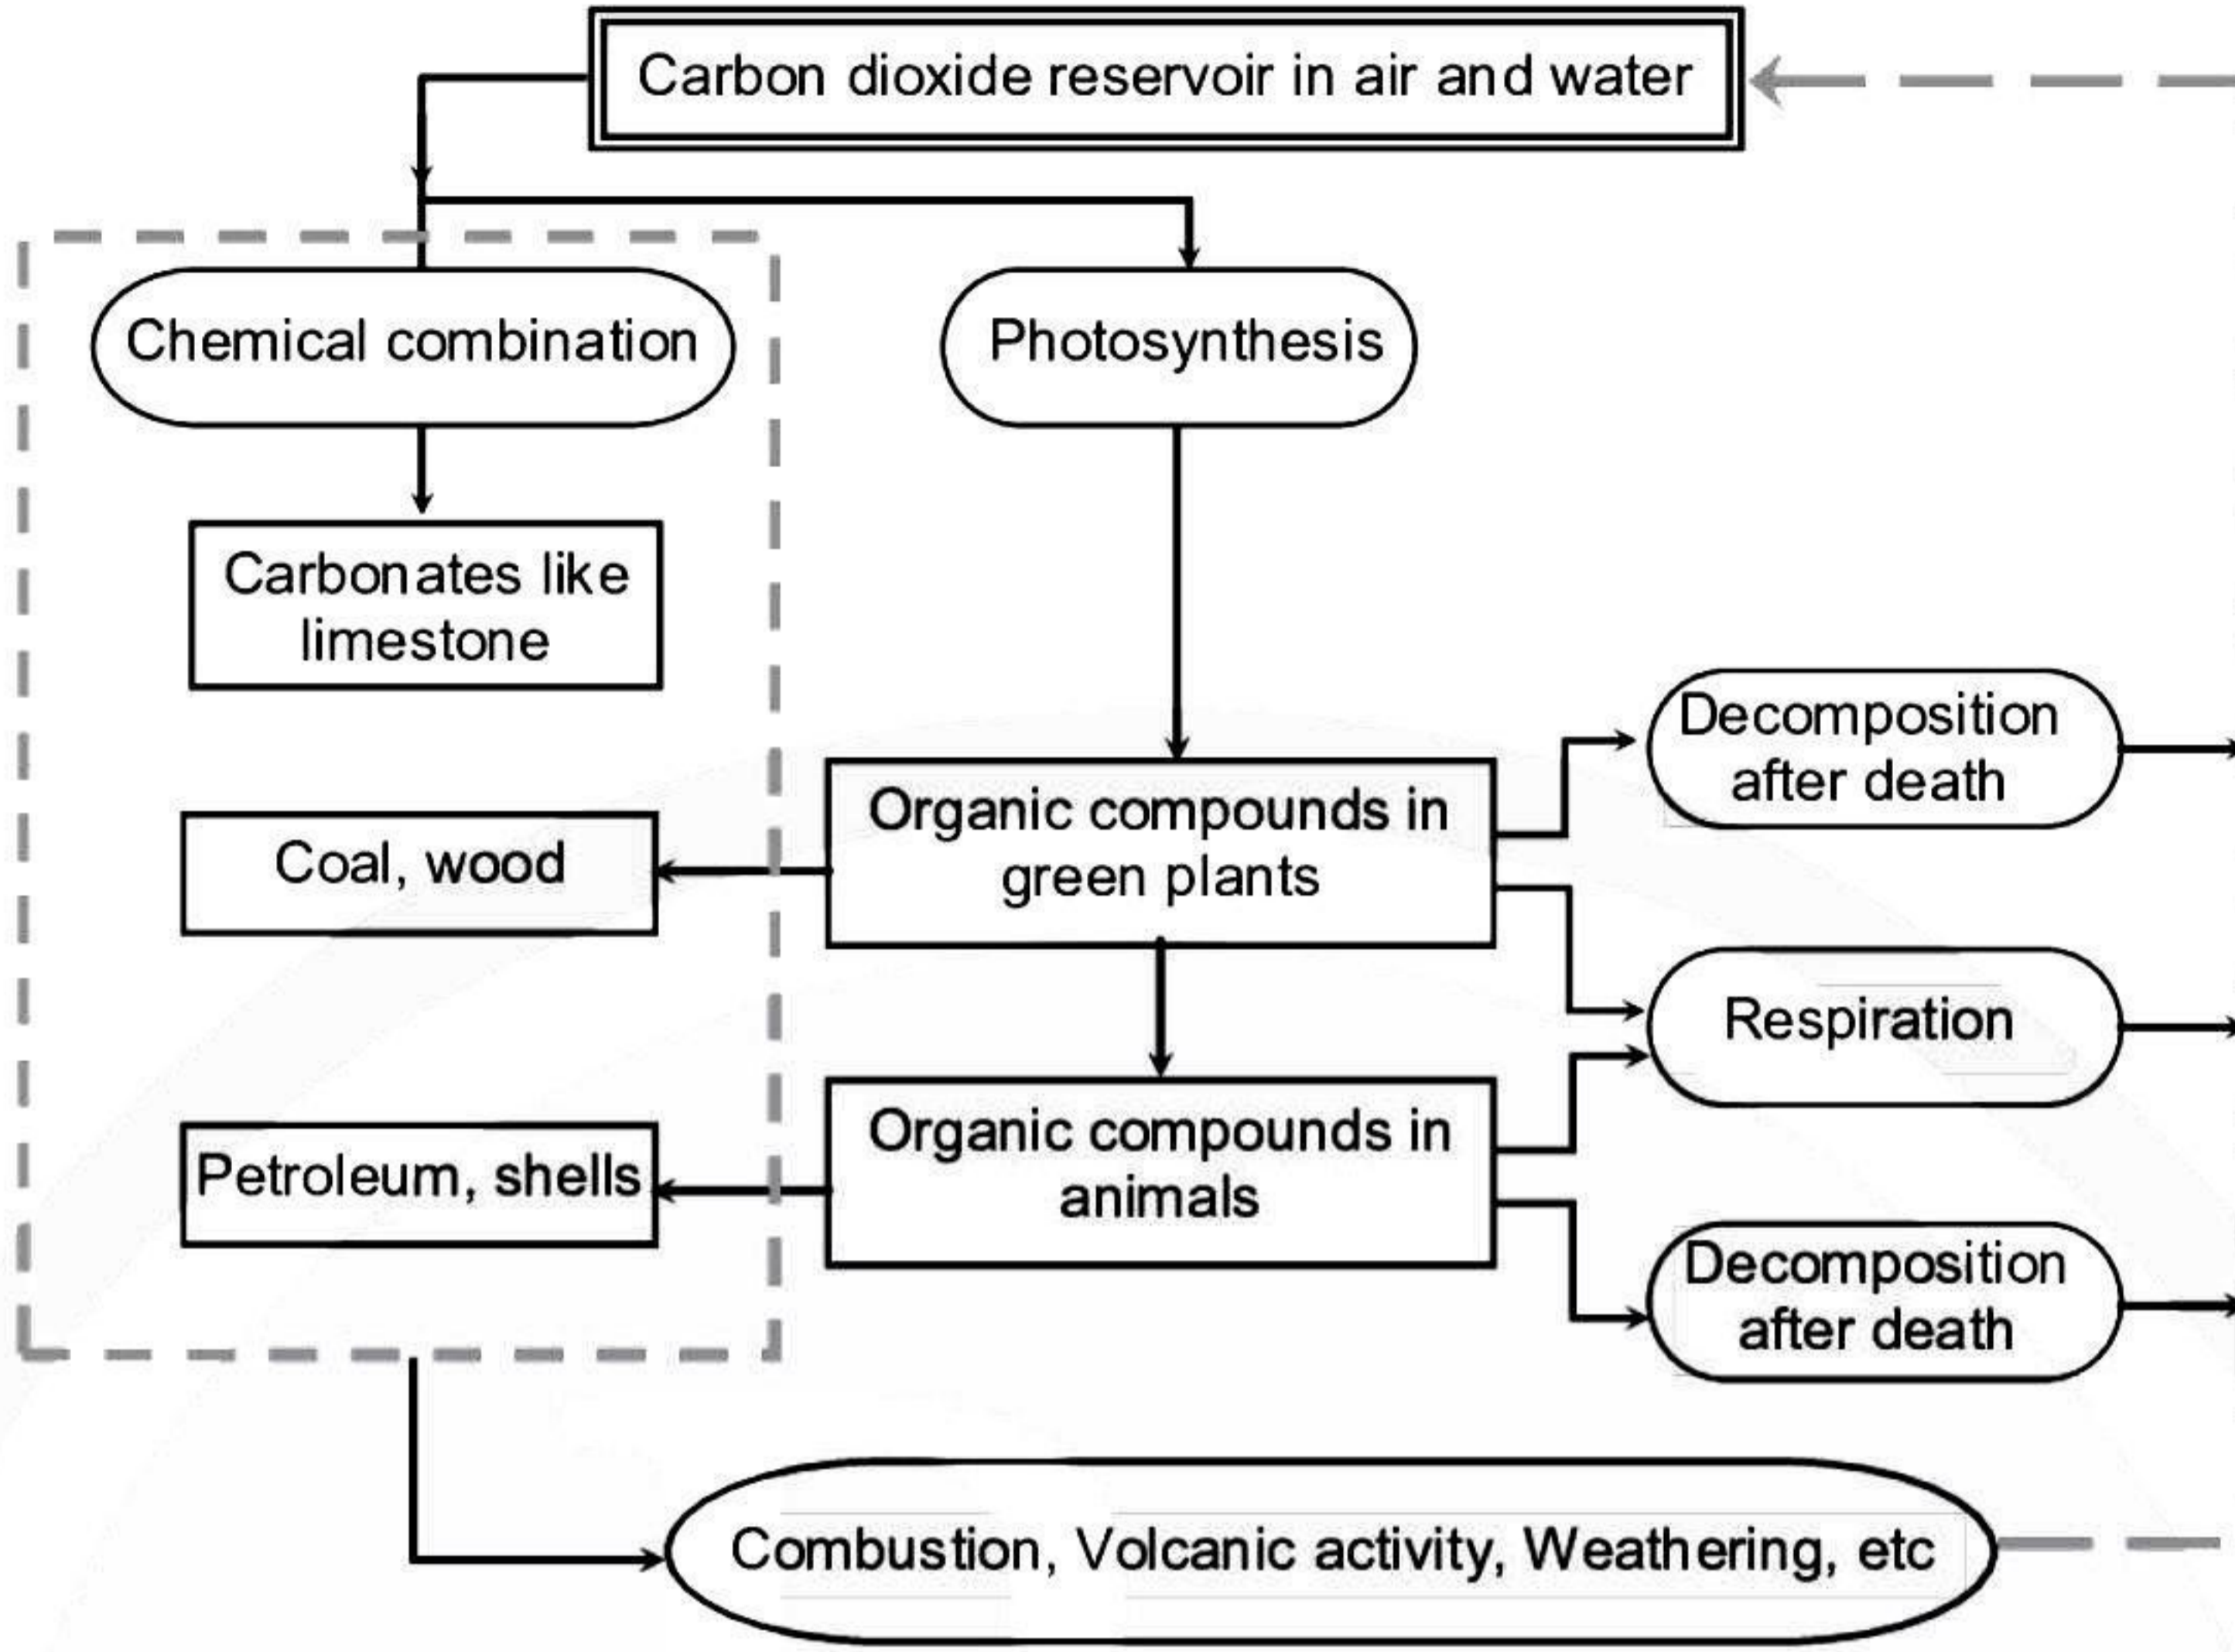 Carbon dioxide reservoir in air and water
Chemical combination
Photosynthesis
Carbonates like
limestone
Decomposition
after death
Organic compounds in
green plants
Coal, wood
Respiration
Organic compounds in
animals
Petroleum, shells
Decomposition
after death
Combustion, Volcanic activity, Weathering, etc